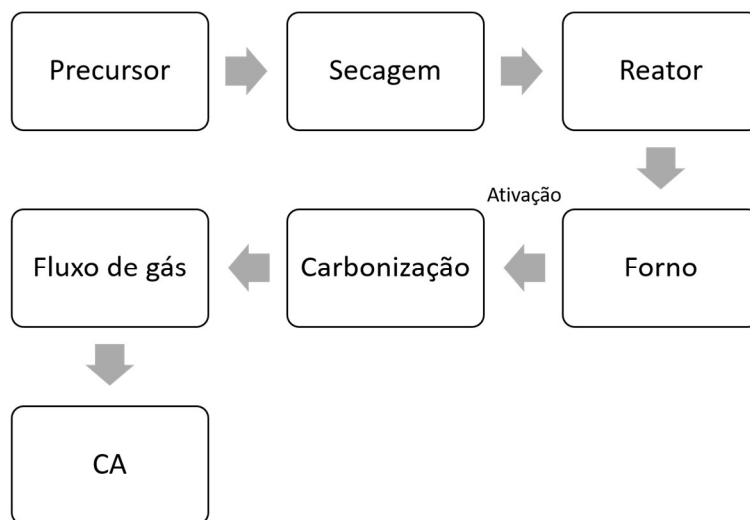 Precursor
Secagem
Reator
Ativação
Fluxo de gás
Carbonização
Forno
CA